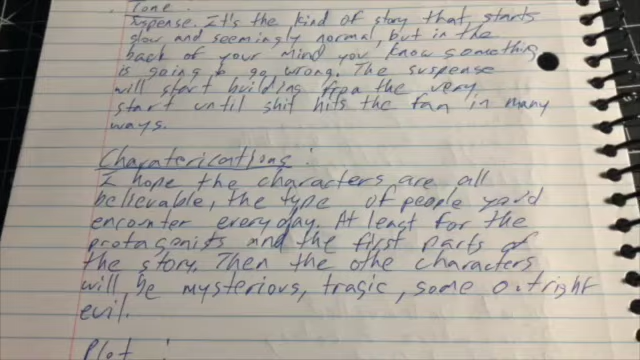 Tone
Suspense. It's the kind of story that, starts
slow and seemingly normal, but in the
back of your mind you know something
is going to go wrong. The suspense
will start building from the very
start until shit hits the fan in many
ways.
Charaterications :
I hope the characters are all
believable, the type of people you'd
encounter everyday. At least for the
protagonists and the first parts of
the story. Then the othe characters
will be mysterious, tragic, some outright
evil.
Plot :